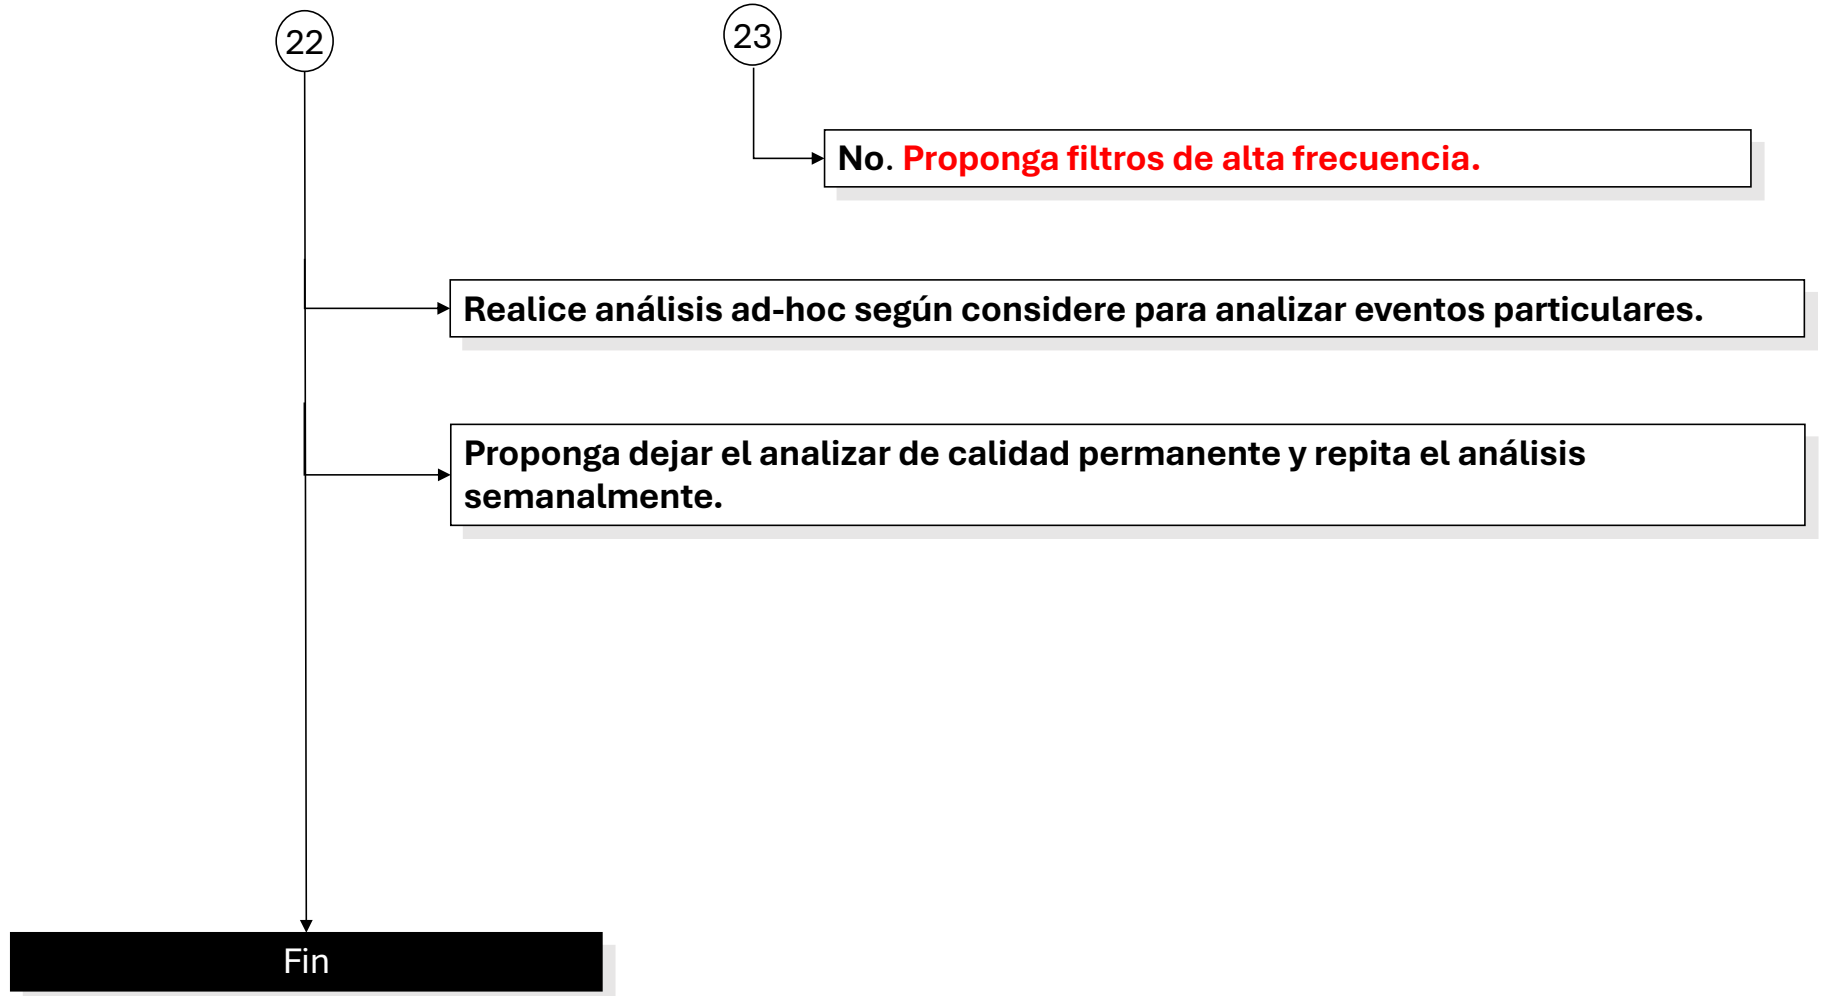 22
23
No. Proponga filtros de alta frecuencia.
Realice análisis ad-hoc según considere para analizar eventos particulares.
Proponga dejar el analizar de calidad permanente y repita el análisis
semanalmente.
Fin